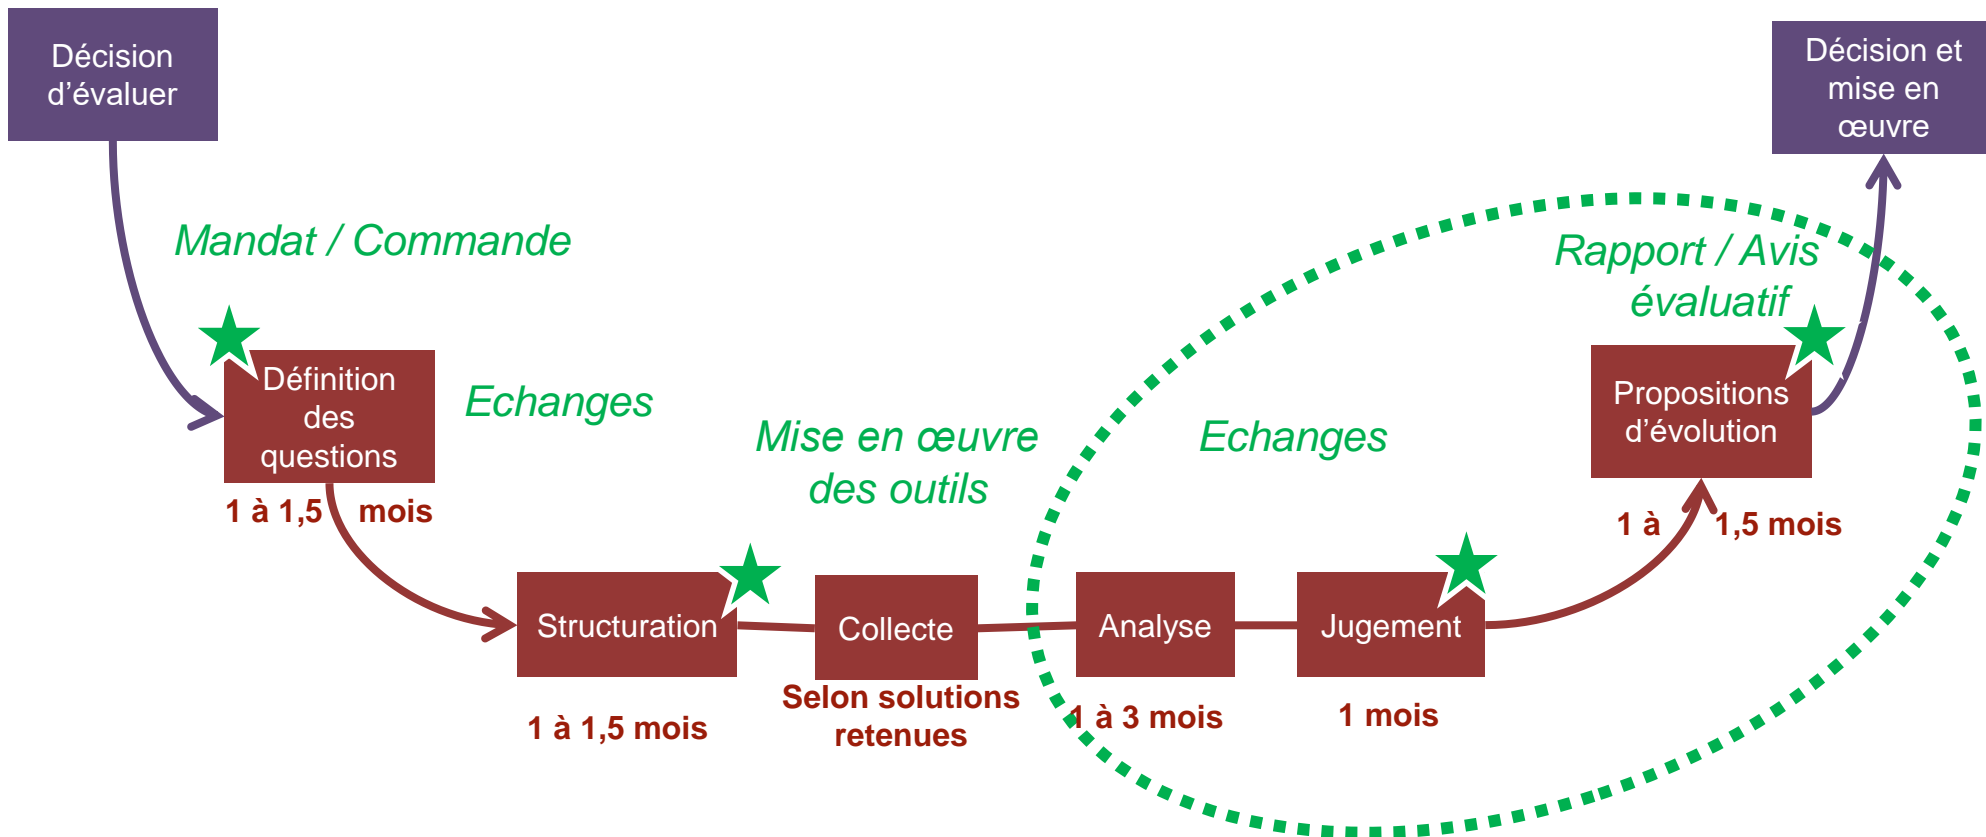 Décision
d’évaluer
Décision et
mise en
œuvre
Mandat / Commande
Rapport / Avis
évaluatif
Définition
des
questions
1 à 1,5 mois
Echanges
Mise en œuvre
des outils
Echanges
Propositions
d’évolution
1 à 1,5 mois
Structuration
1 à 1,5 mois
Collecte
Selon solutions
retenues
Analyse
1 à 3 mois
Jugement
1 mois